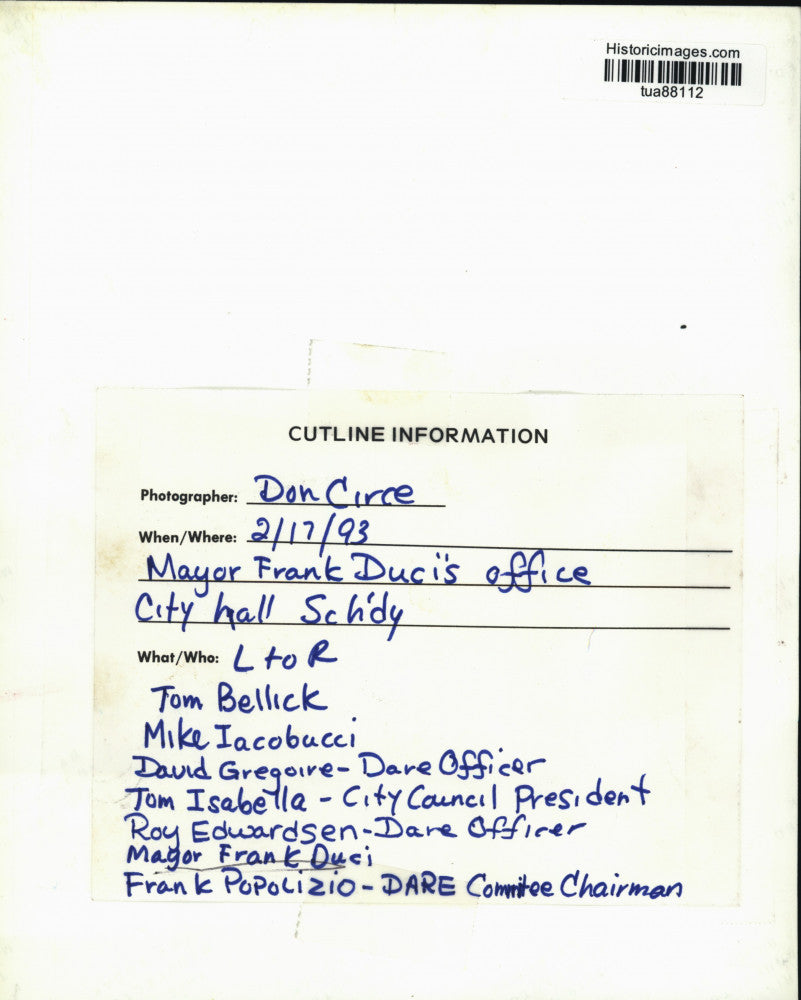 Historicimages.com
tua88112
CUTLINE INFORMATION
Photographer: Don Circe
When/Where: 2/17/93
Mayor Frank Duci's office
City hall Sch'dy
What/Who: L to R
Tom Bellick
Mike Iacobucci
David Gregoire - Dare Officer
Tom Isabella - City Council President
Roy Edwardsen - Dare Officer
Mayor Frank Duci
Frank Popolizio - DARE Commitee Chairman